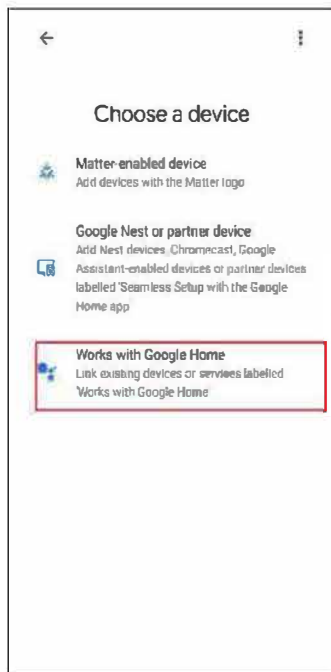 Choose a device
Matter-enabled device
Add devices with the Matter logo
Google Nest or partner device
Add Nest devices, Chromecast, Google
Assistant-enabled devices or partner devices
labelled 'Seamless Setup with the Google
Home app
Works with Google Home
Link existing devices or services labelled
'Works with Google Home'